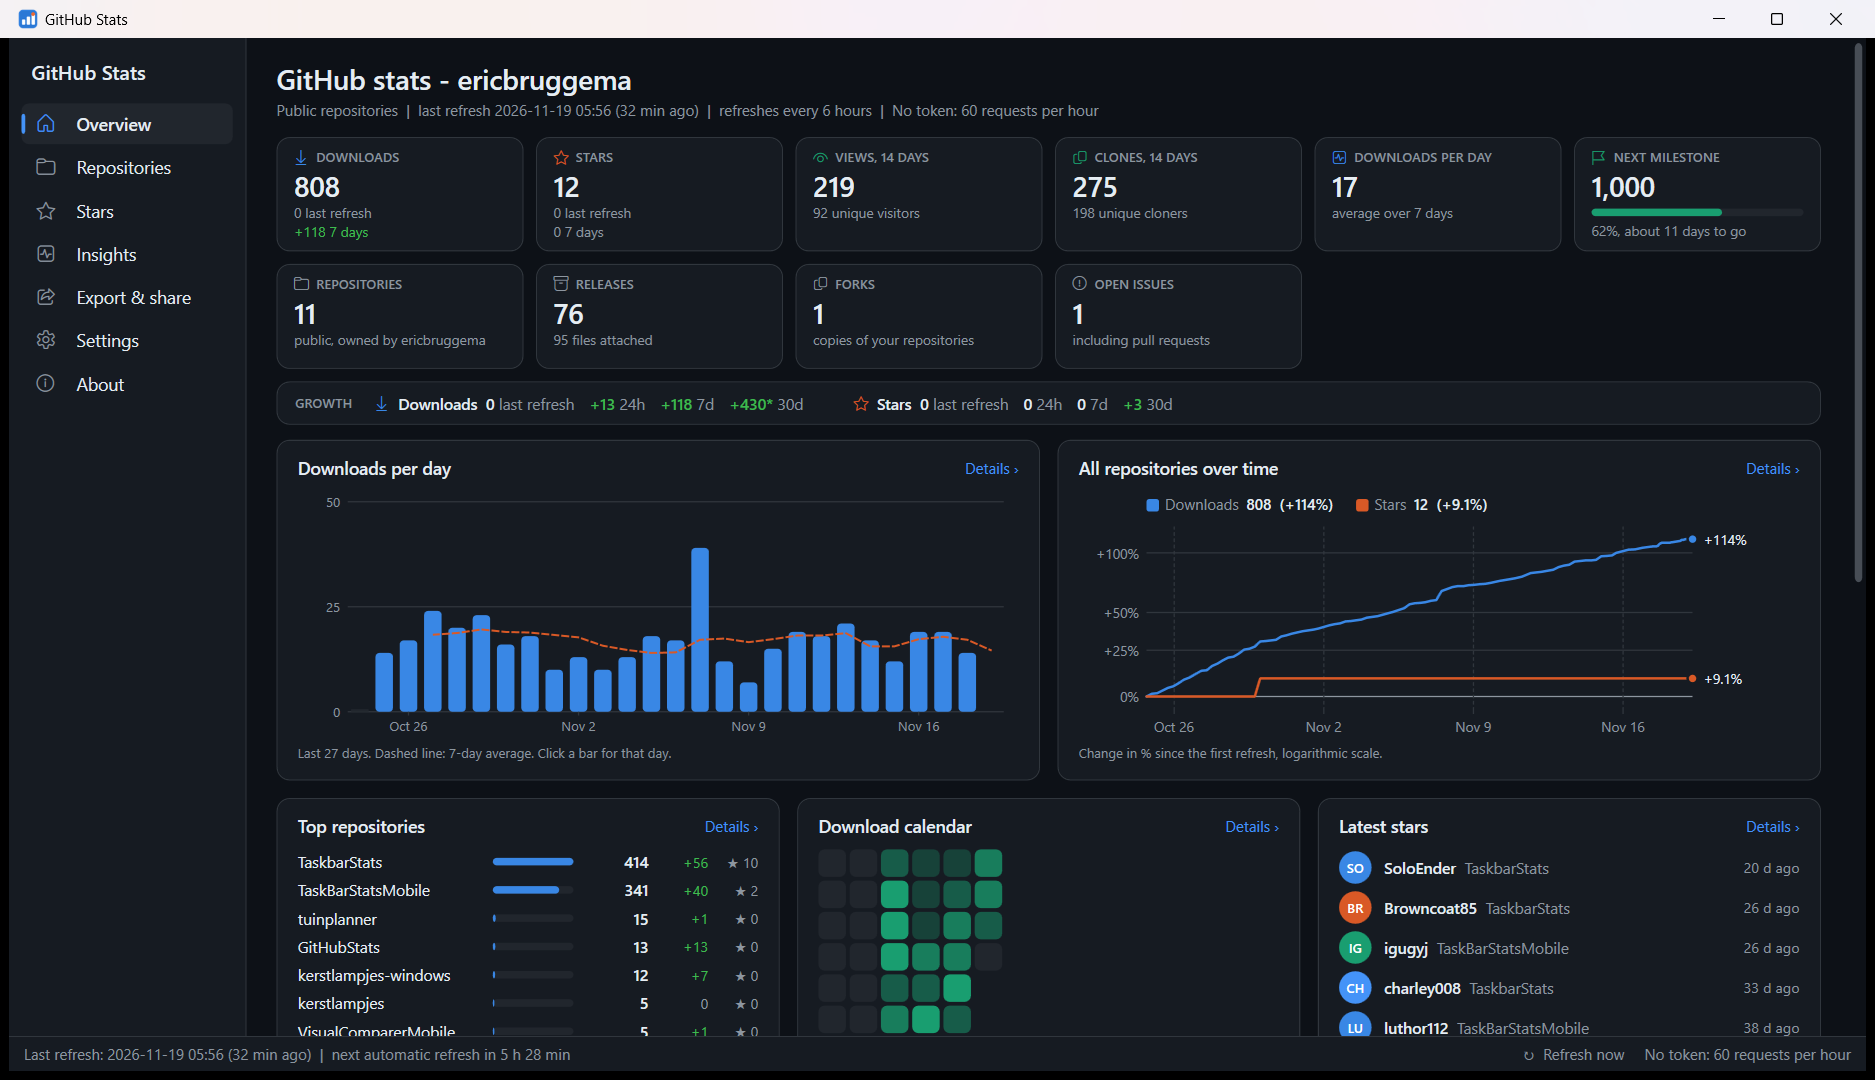 GitHub Stats
GitHub Stats
Overview
Repositories
Stars
Insights
Export & share
Settings
About
GitHub stats - ericbruggema
Public repositories | last refresh 2026-11-19 05:56 (32 min ago) | refreshes every 6 hours | No token: 60 requests per hour
DOWNLOADS
808
0 last refresh
+118 7 days
STARS
12
0 last refresh
0 7 days
VIEWS, 14 DAYS
219
92 unique visitors
CLONES, 14 DAYS
275
198 unique cloners
DOWNLOADS PER DAY
17
average over 7 days
NEXT MILESTONE
1,000
62%, about 11 days to go
REPOSITORIES
11
public, owned by ericbruggema
RELEASES
76
95 files attached
FORKS
1
copies of your repositories
OPEN ISSUES
1
including pull requests
GROWTH Downloads 0 last refresh +13 24h +118 7d +430* 30d Stars 0 last refresh 0 24h 0 7d +3 30d
Downloads per day Details ›
50
25
0
Oct 26 Nov 2 Nov 9 Nov 16
Last 27 days. Dashed line: 7-day average. Click a bar for that day.
All repositories over time Details ›
Downloads 808 (+114%) Stars 12 (+9.1%)
+114%
+100%
+50%
+25%
+9.1%
0%
Oct 26 Nov 2 Nov 9 Nov 16
Change in % since the first refresh, logarithmic scale.
Top repositories Details ›
TaskbarStats 414 +56 ★ 10
TaskBarStatsMobile 341 +40 ★ 2
tuinplanner 15 +1 ★ 0
GitHubStats 13 +13 ★ 0
kerstlampjes-windows 12 +7 ★ 0
kerstlampjes 5 0 ★ 0
VisualComparerMobile 5 +1 ★ 0
Download calendar Details ›
Latest stars Details ›
SO SoloEnder TaskbarStats 20 d ago
BR Browncoat85 TaskbarStats 26 d ago
IG igugyj TaskBarStatsMobile 26 d ago
CH charley008 TaskbarStats 33 d ago
LU luthor112 TaskBarStatsMobile 38 d ago
Last refresh: 2026-11-19 05:56 (32 min ago) | next automatic refresh in 5 h 28 min
↻ Refresh now No token: 60 requests per hour